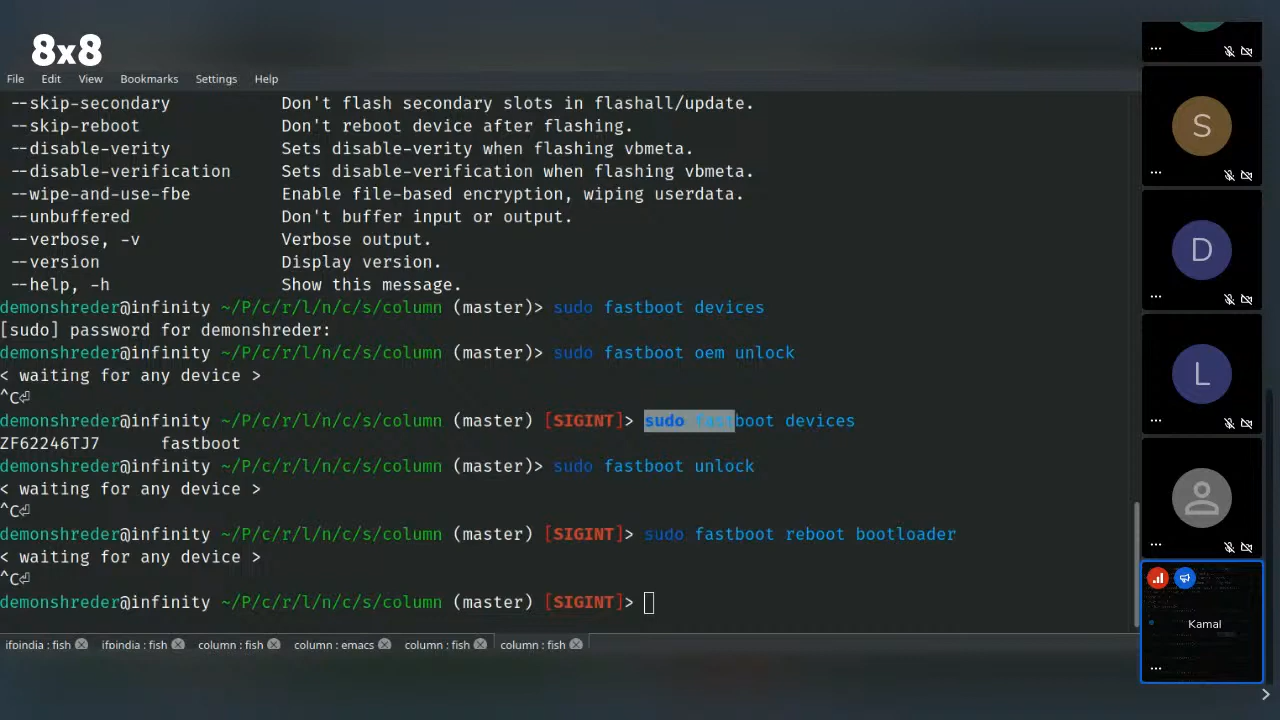 8x8
File Edit View Bookmarks Settings Help
--skip-secondary Don't flash secondary slots in flashall/update.
--skip-reboot Don't reboot device after flashing.
--disable-verity Sets disable-verity when flashing vbmeta.
--disable-verification Sets disable-verification when flashing vbmeta.
--wipe-and-use-fbe Enable file-based encryption, wiping userdata.
--unbuffered Don't buffer input or output.
--verbose, -v Verbose output.
--version Display version.
--help, -h Show this message.
demonshreder@infinity ~/P/c/r/l/n/c/s/column (master)> sudo fastboot devices
[sudo] password for demonshreder:
demonshreder@infinity ~/P/c/r/l/n/c/s/column (master)> sudo fastboot oem unlock
< waiting for any device >
^C⏎
demonshreder@infinity ~/P/c/r/l/n/c/s/column (master) [SIGINT]> sudo fastboot devices
ZF62246TJ7 fastboot
demonshreder@infinity ~/P/c/r/l/n/c/s/column (master)> sudo fastboot unlock
< waiting for any device >
^C⏎
demonshreder@infinity ~/P/c/r/l/n/c/s/column (master) [SIGINT]> sudo fastboot reboot bootloader
< waiting for any device >
^C⏎
demonshreder@infinity ~/P/c/r/l/n/c/s/column (master) [SIGINT]>
ifpindia : fish ifpindia : fish column : fish column : emacs column : fish column : fish
S
D
L
Kamal